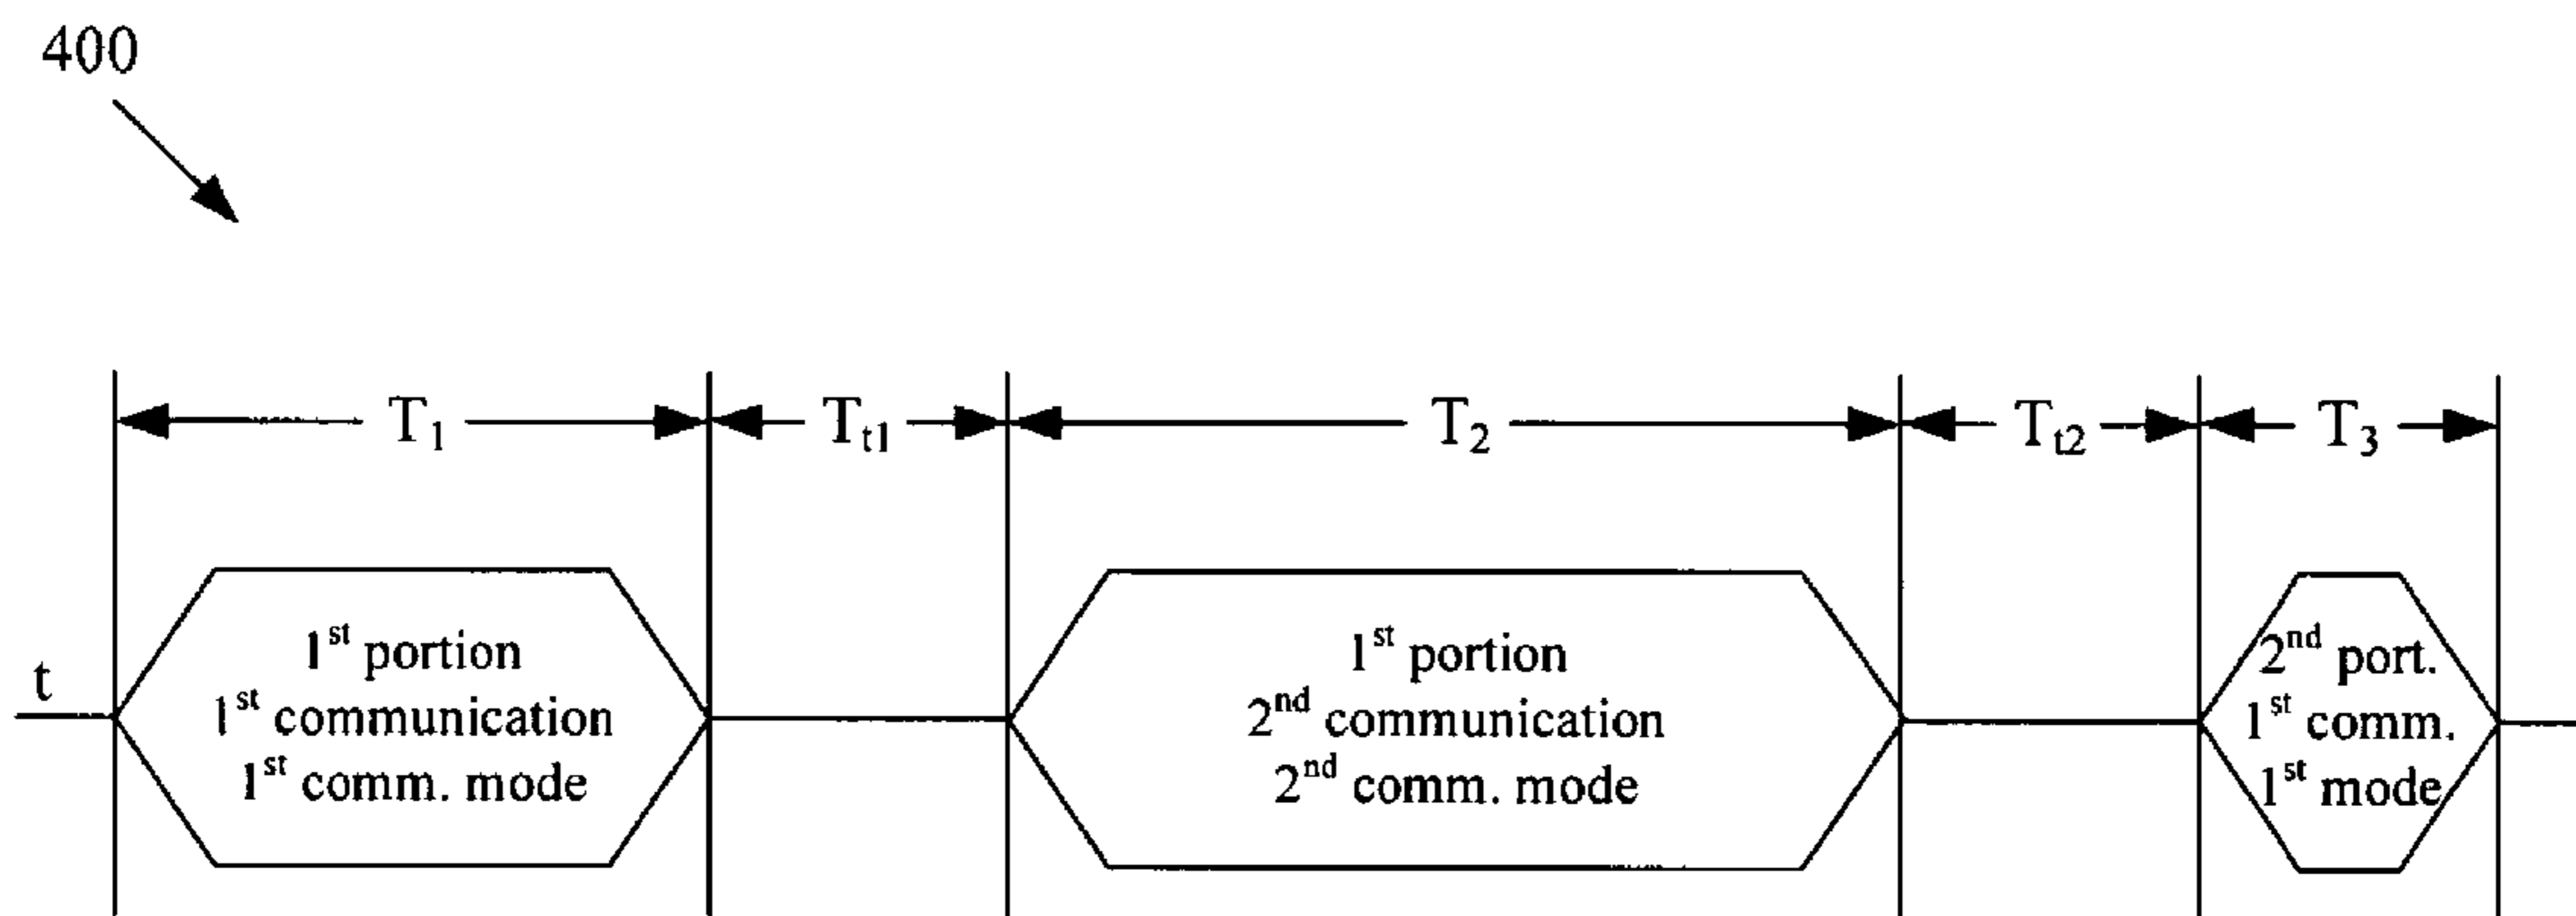 400
T₁ Tₜ₁ T₂ Tₜ₂ T₃
t
1ˢᵗ portion
1ˢᵗ communication
1ˢᵗ comm. mode
1ˢᵗ portion
2ⁿᵈ communication
2ⁿᵈ comm. mode
2ⁿᵈ port.
1ˢᵗ comm.
1ˢᵗ mode